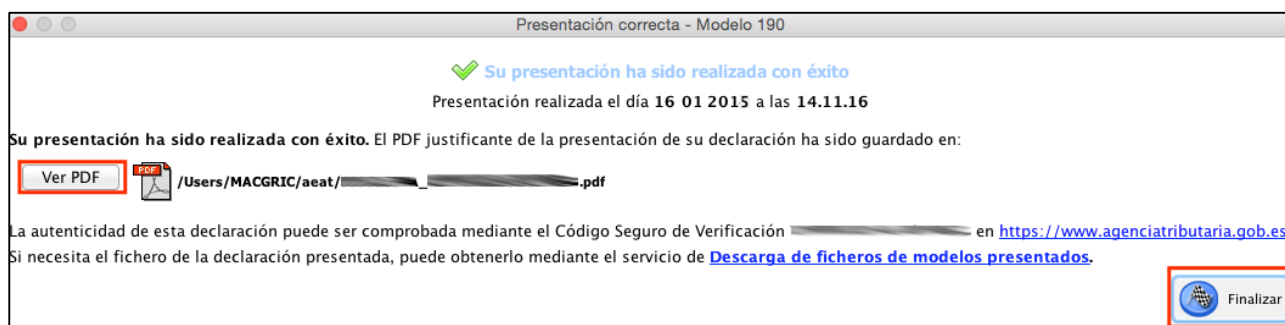 Presentación correcta - Modelo 190
Su presentación ha sido realizada con éxito
Presentación realizada el día 16 01 2015 a las 14.11.16
Su presentación ha sido realizada con éxito. El PDF justificante de la presentación de su declaración ha sido guardado en:
Ver PDF PDF /Users/MACGRIC/aeat/ _ .pdf
La autenticidad de esta declaración puede ser comprobada mediante el Código Seguro de Verificación en https://www.agenciatributaria.gob.es
Si necesita el fichero de la declaración presentada, puede obtenerlo mediante el servicio de Descarga de ficheros de modelos presentados.
Finalizar